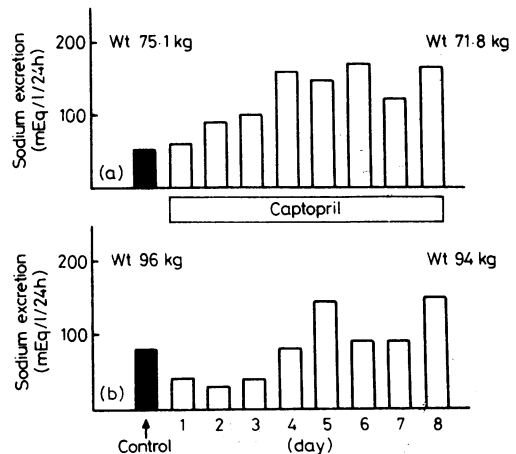 Wt 75·1 kg
Wt 71·8 kg
Sodium excretion
(mEq/l/24h)
200
100
(a)
Captopril
Wt 96 kg
Wt 94 kg
Sodium excretion
(mEq/l/24h)
200
100
(b)
1 2 3 4 5 6 7 8
Control
(day)